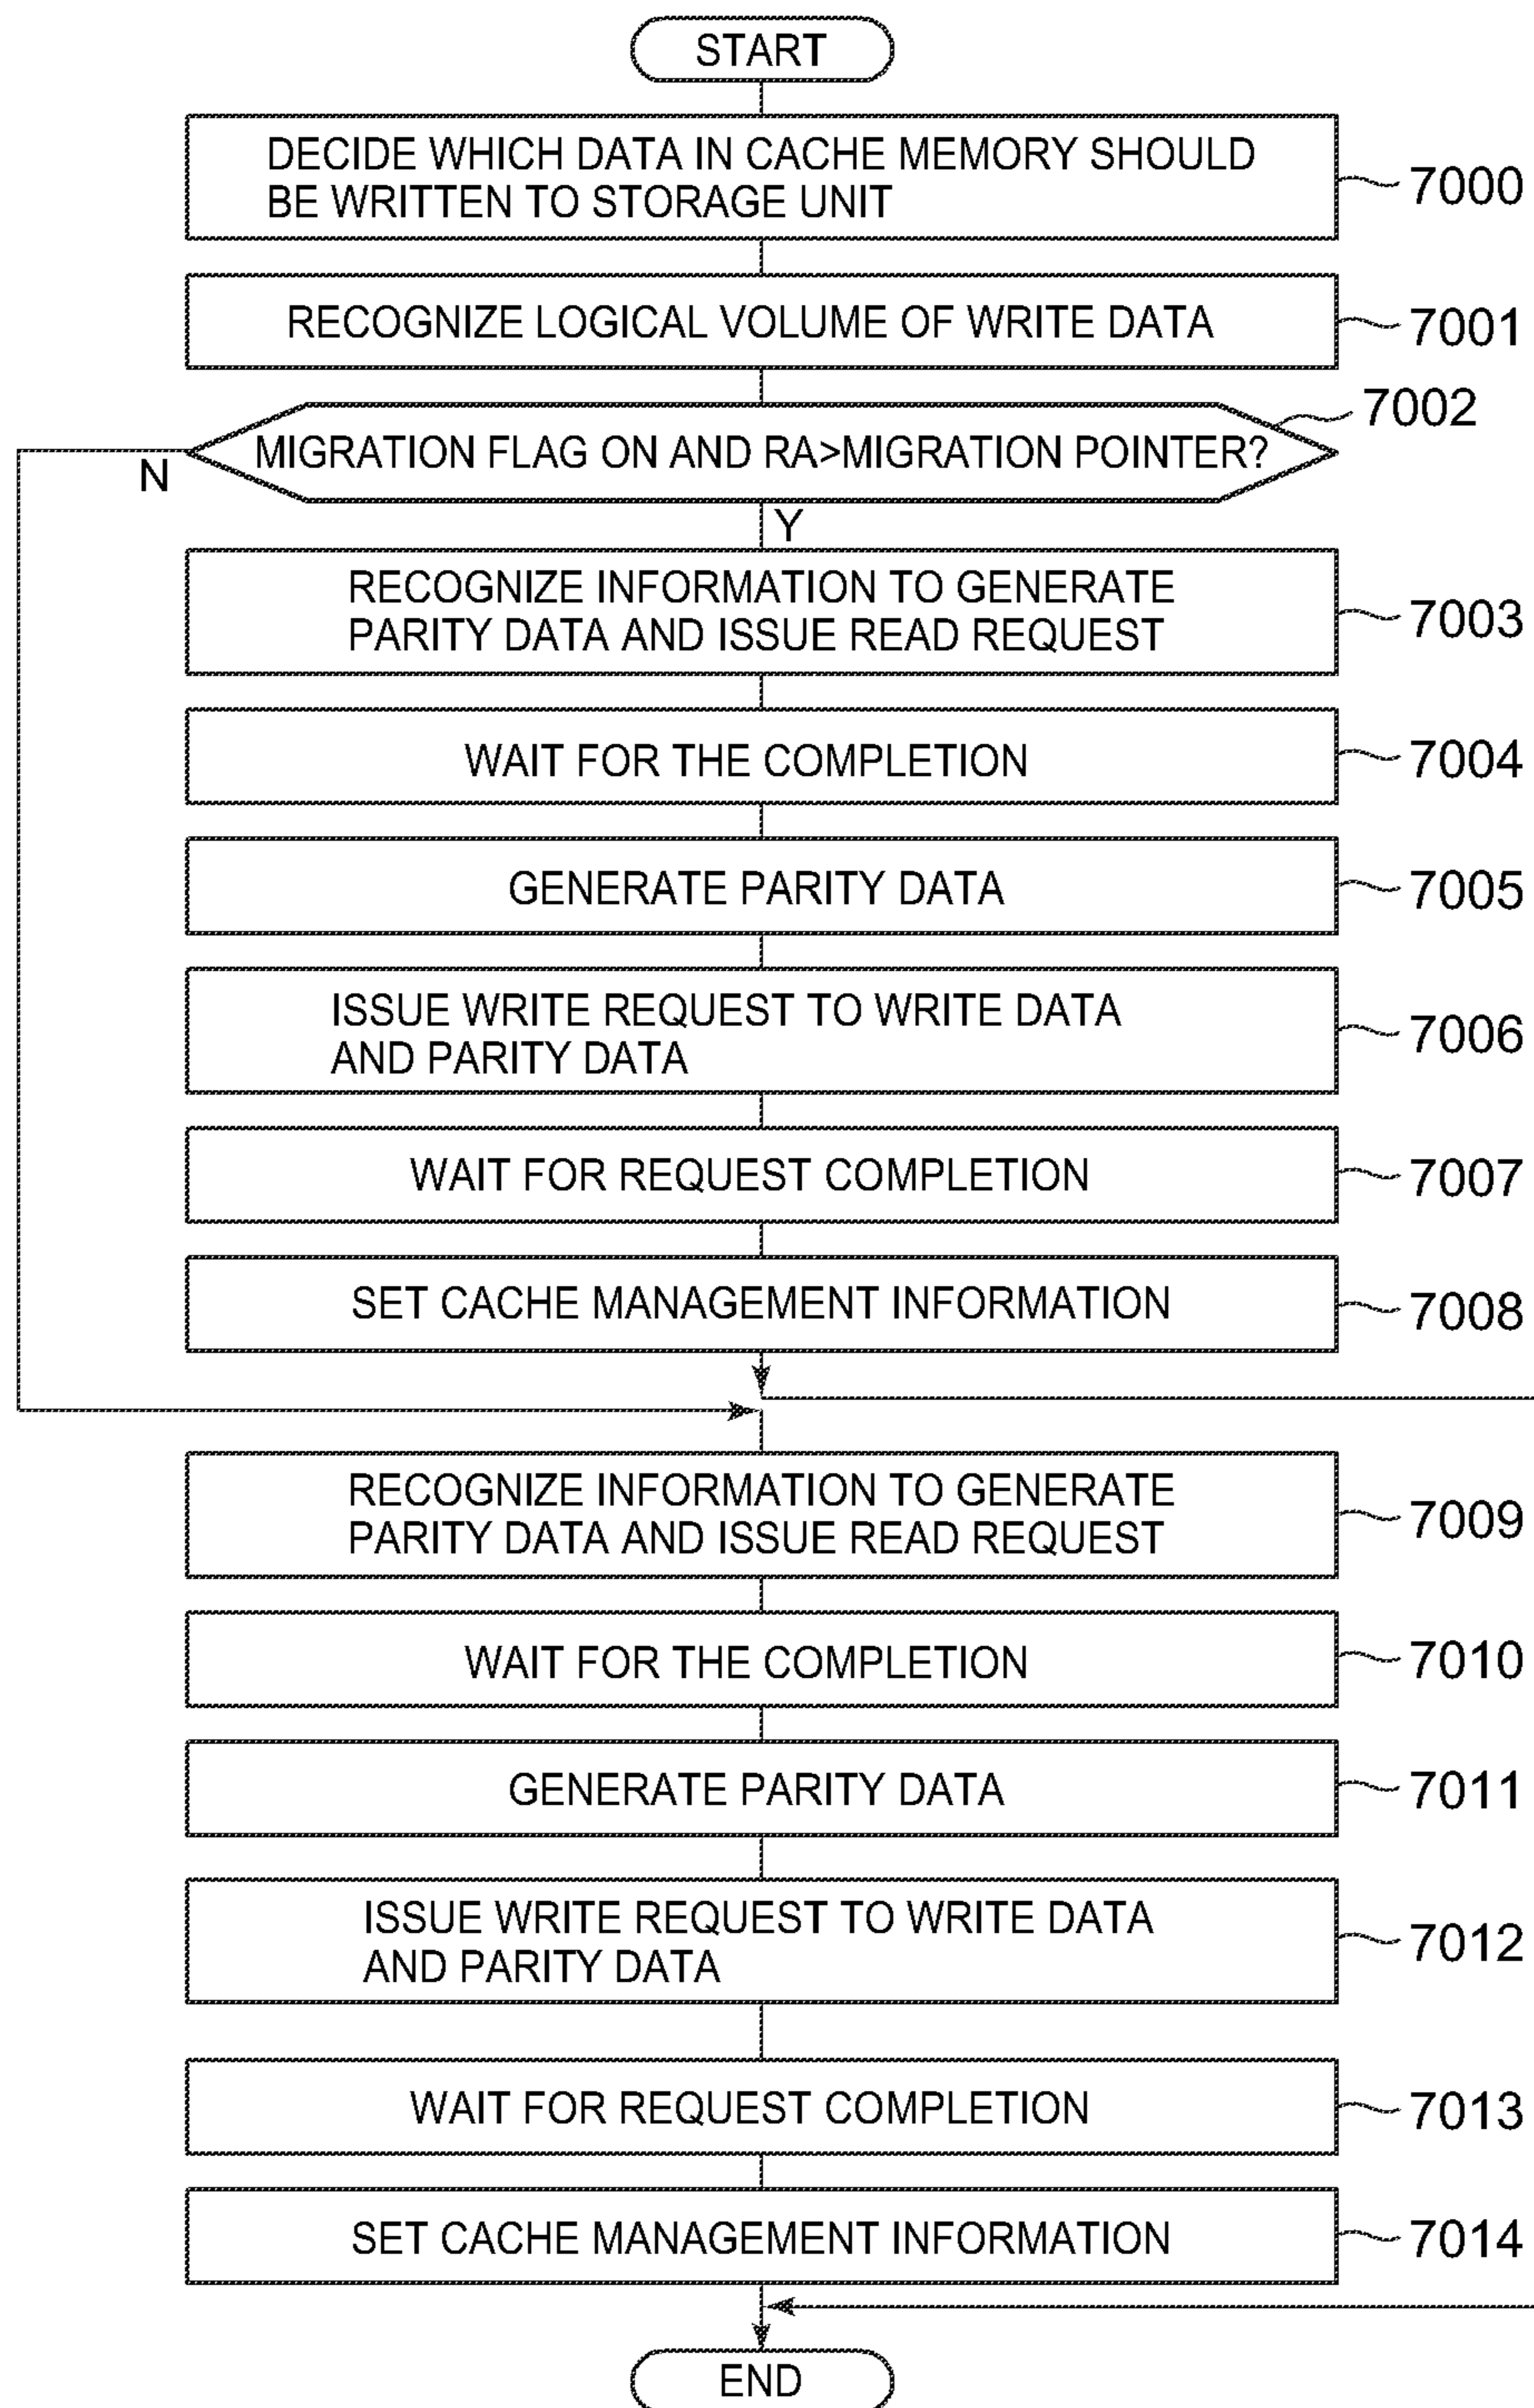 START
DECIDE WHICH DATA IN CACHE MEMORY SHOULD
BE WRITTEN TO STORAGE UNIT
7000
RECOGNIZE LOGICAL VOLUME OF WRITE DATA
7001
7002
MIGRATION FLAG ON AND RA>MIGRATION POINTER?
N
Y
RECOGNIZE INFORMATION TO GENERATE
PARITY DATA AND ISSUE READ REQUEST
7003
WAIT FOR THE COMPLETION
7004
GENERATE PARITY DATA
7005
ISSUE WRITE REQUEST TO WRITE DATA
AND PARITY DATA
7006
WAIT FOR REQUEST COMPLETION
7007
SET CACHE MANAGEMENT INFORMATION
7008
RECOGNIZE INFORMATION TO GENERATE
PARITY DATA AND ISSUE READ REQUEST
7009
WAIT FOR THE COMPLETION
7010
GENERATE PARITY DATA
7011
ISSUE WRITE REQUEST TO WRITE DATA
AND PARITY DATA
7012
WAIT FOR REQUEST COMPLETION
7013
SET CACHE MANAGEMENT INFORMATION
7014
END